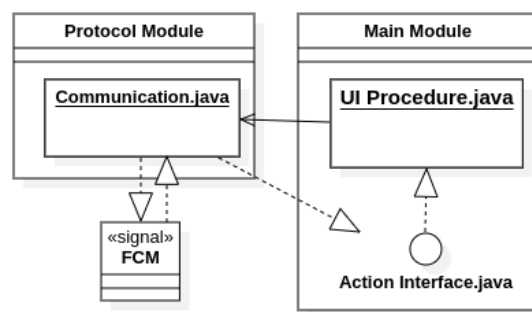 Protocol Module
Main Module
Communication.java
UI Procedure.java
«signal»
FCM
Action Interface.java